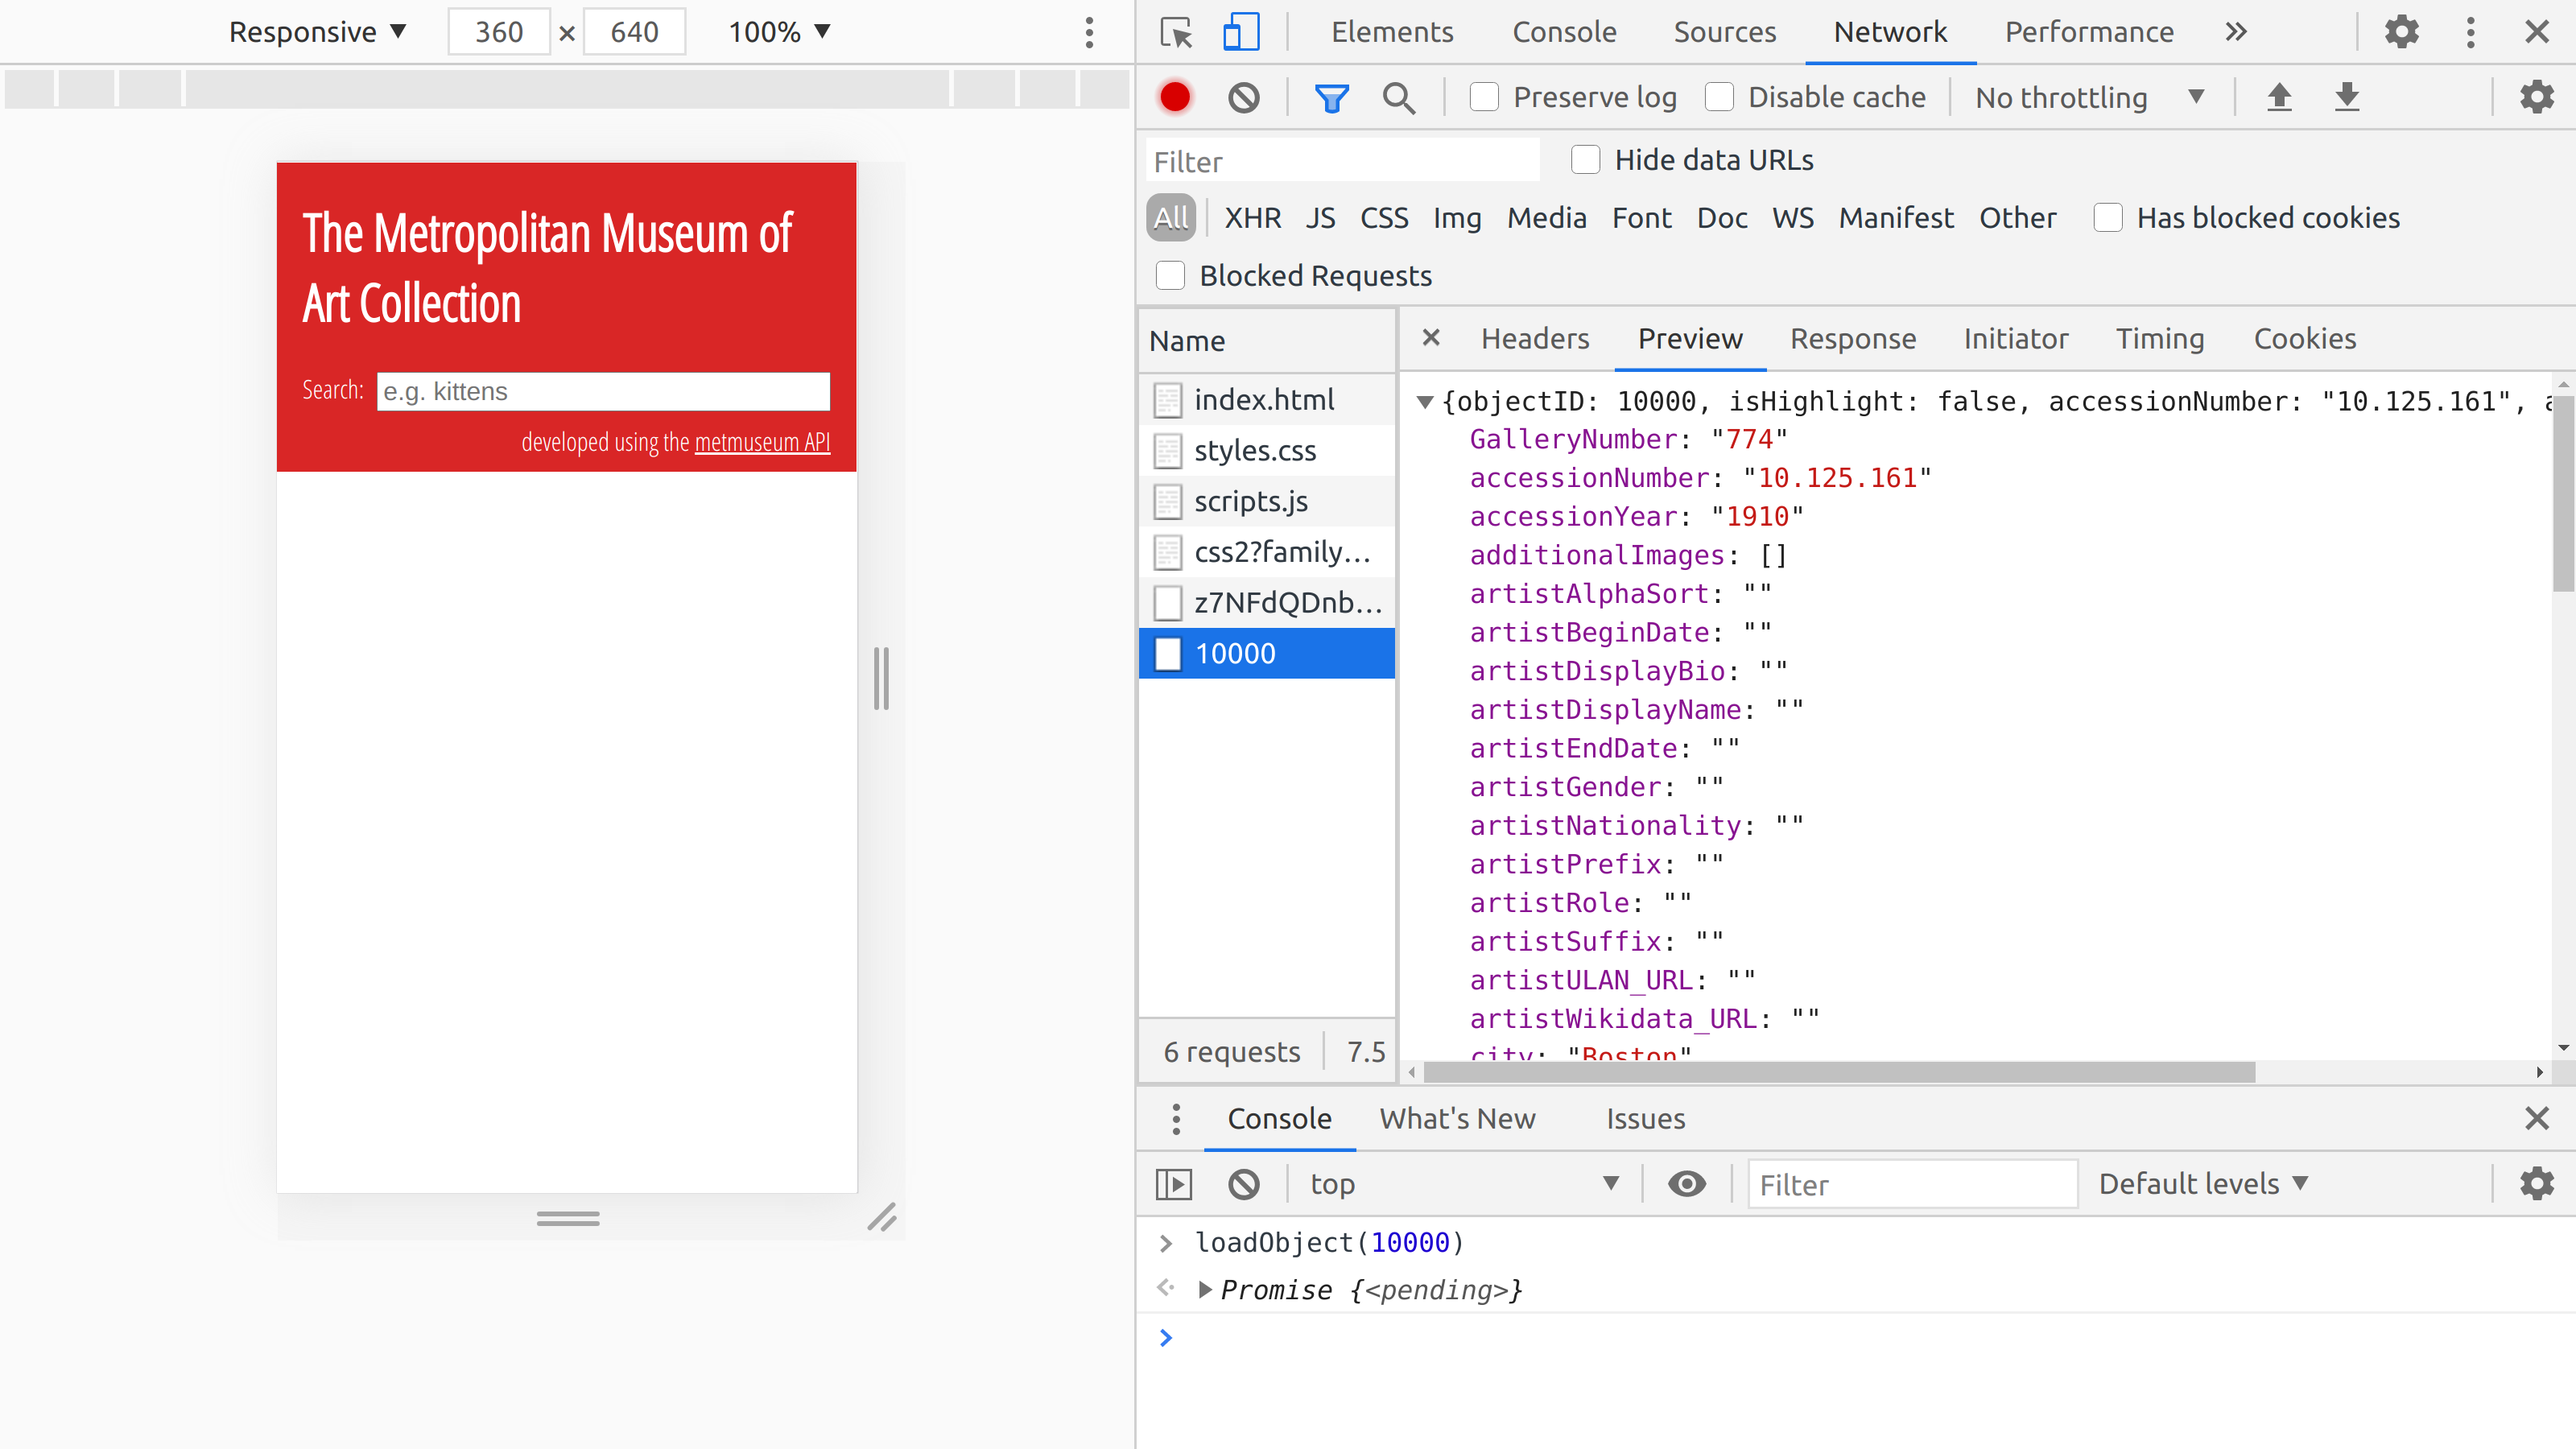 Responsive ▼ 360 × 640 100% ▼
Elements Console Sources Network Performance »
Preserve log Disable cache No throttling ▼
Filter Hide data URLs
All XHR JS CSS Img Media Font Doc WS Manifest Other Has blocked cookies
Blocked Requests
The Metropolitan Museum of
Art Collection
Search: e.g. kittens
developed using the metmuseum API
Name
index.html
styles.css
scripts.js
css2?family…
z7NFdQDnb…
10000
6 requests 7.5
× Headers Preview Response Initiator Timing Cookies
▼{objectID: 10000, isHighlight: false, accessionNumber: "10.125.161",
GalleryNumber: "774"
accessionNumber: "10.125.161"
accessionYear: "1910"
additionalImages: []
artistAlphaSort: ""
artistBeginDate: ""
artistDisplayBio: ""
artistDisplayName: ""
artistEndDate: ""
artistGender: ""
artistNationality: ""
artistPrefix: ""
artistRole: ""
artistSuffix: ""
artistULAN_URL: ""
artistWikidata_URL: ""
city: "Boston"
Console What's New Issues
top ▼ Filter Default levels ▼
> loadObject(10000)
▶Promise {<pending>}
>